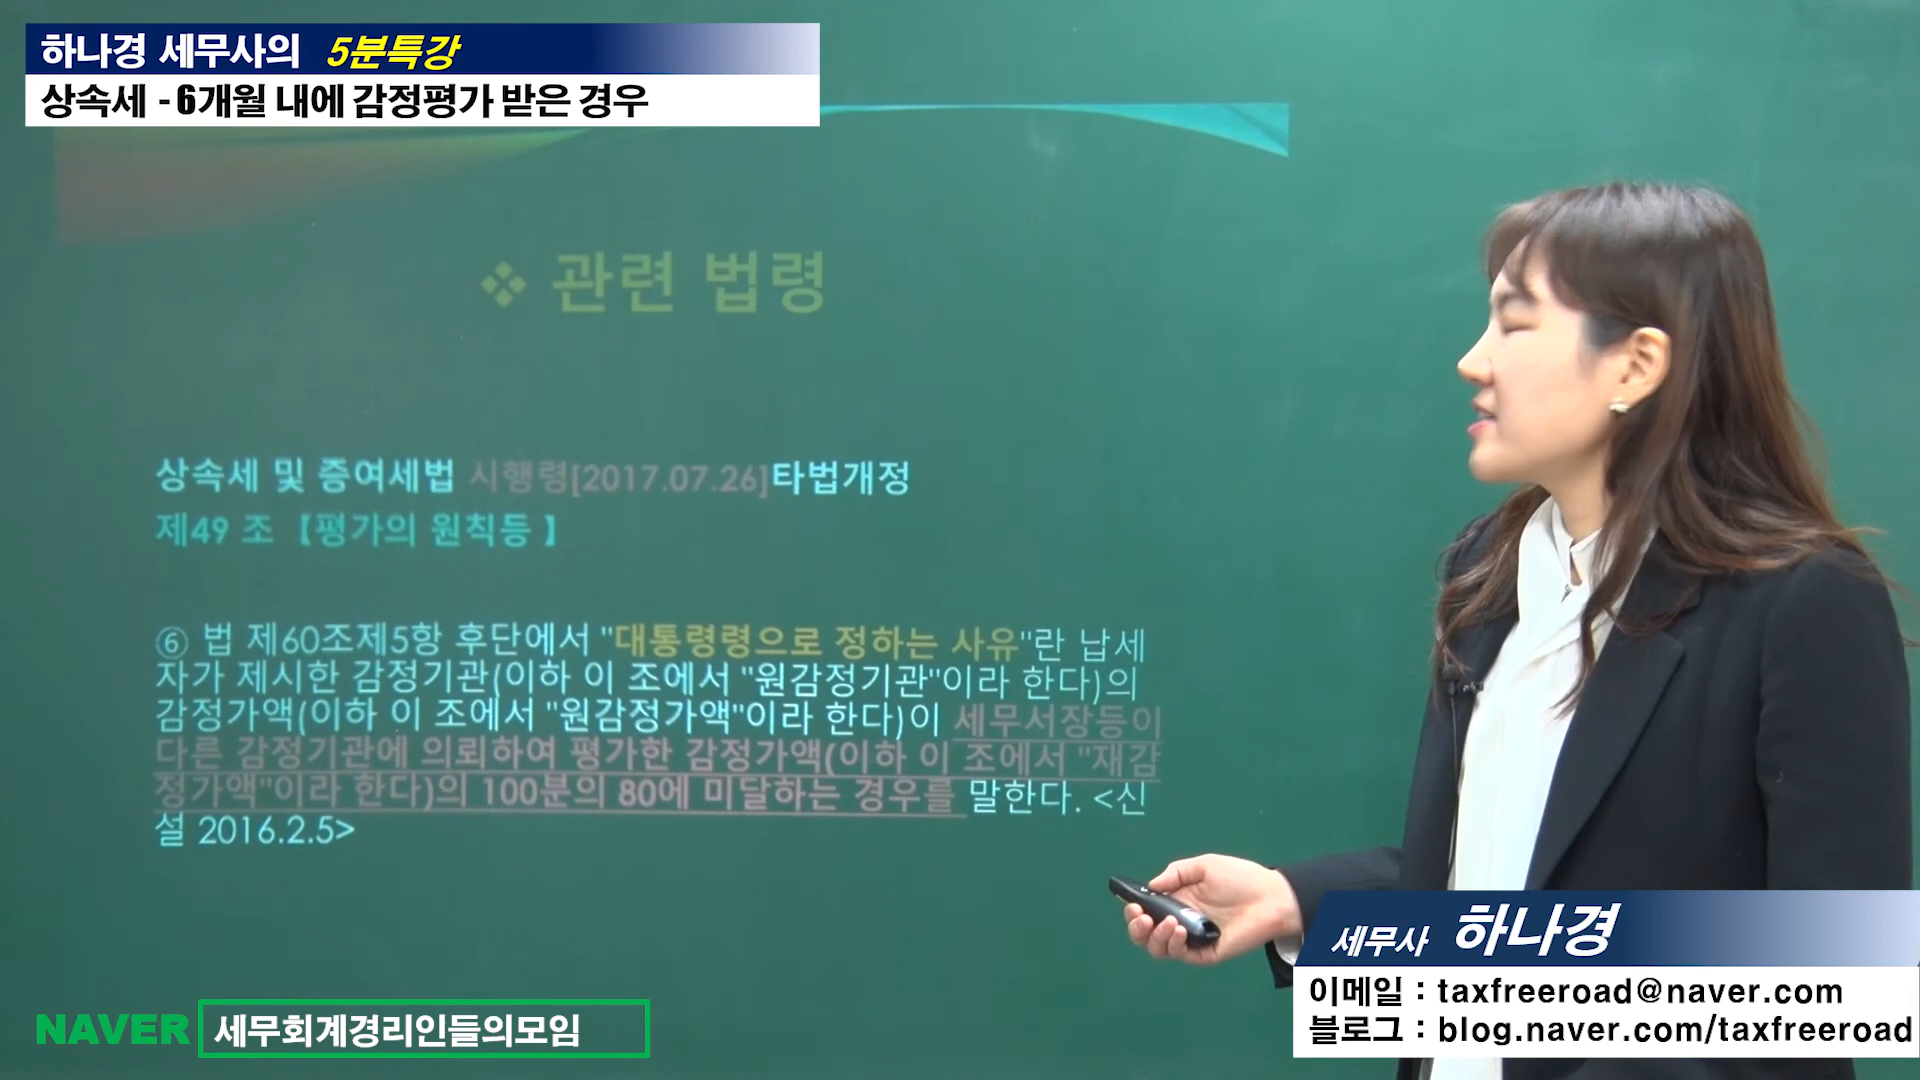 하나경 세무사의 5분특강
상속세 - 6개월 내에 감정평가 받은 경우
❖ 관련 법령
상속세 및 증여세법 시행령[2017.07.26]타법개정
제49 조【평가의 원칙등 】
⑥ 법 제60조제5항 후단에서 "대통령령으로 정하는 사유"란 납세
자가 제시한 감정기관(이하 이 조에서 "원감정기관"이라 한다)의
감정가액(이하 이 조에서 "원감정가액"이라 한다)이 세무서장등이
다른 감정기관에 의뢰하여 평가한 감정가액(이하 이 조에서 "재감
정가액"이라 한다)의 100분의 80에 미달하는 경우를 말한다. <신
설 2016.2.5>
세무사 하나경
이메일 : taxfreeroad@naver.com
블로그 : blog.naver.com/taxfreeroad
NAVER 세무회계경리인들의모임